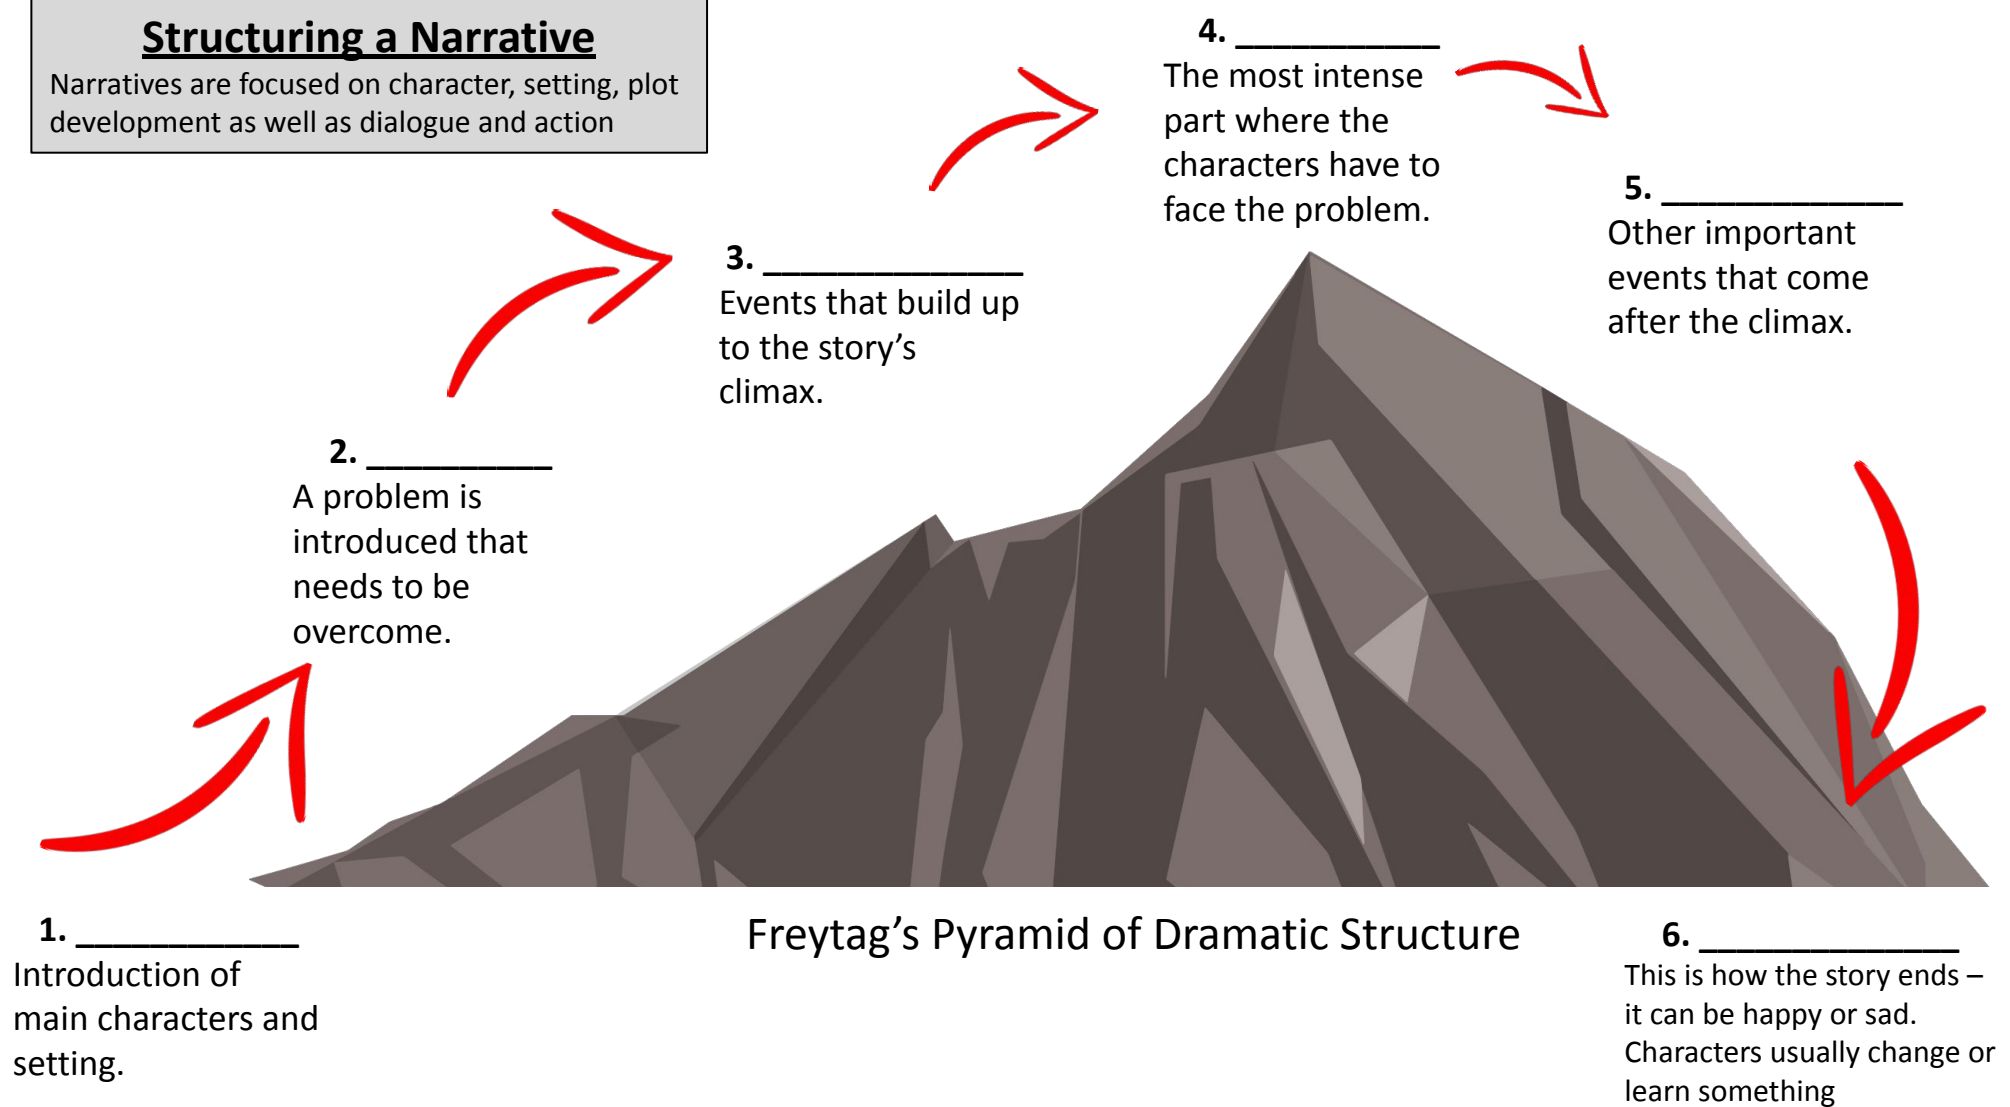 Structuring a Narrative
Narratives are focused on character, setting, plot
development as well as dialogue and action
1. ____________
Introduction of
main characters and
setting.
2. __________
A problem is
introduced that
needs to be
overcome.
3. ______________
Events that build up
to the story’s
climax.
4. ___________
The most intense
part where the
characters have to
face the problem.
5. _____________
Other important
events that come
after the climax.
6. ______________
This is how the story ends –
it can be happy or sad.
Characters usually change or
learn something
Freytag’s Pyramid of Dramatic Structure